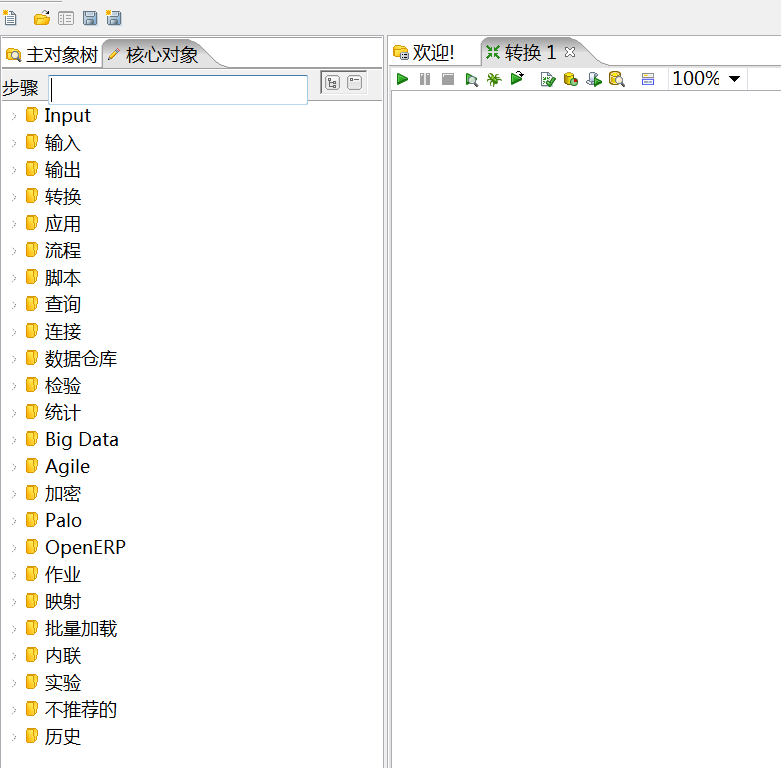 主对象树 核心对象
欢迎! 转换 1
步骤
100%
Input
输入
输出
转换
应用
流程
脚本
查询
连接
数据仓库
检验
统计
Big Data
Agile
加密
Palo
OpenERP
作业
映射
批量加载
内联
实验
不推荐的
历史